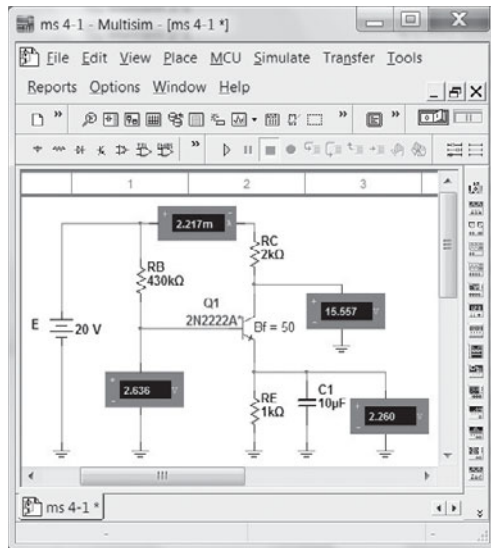 ms 4-1 - Multisim - [ms 4-1 *]
File Edit View Place MCU Simulate Transfer Tools
Reports Options Window Help
1 2 3
2.217m
RC
2kΩ
RB
430kΩ
Q1
2N2222A*
Bf = 50
15.557
E
20 V
2.636
RE
1kΩ
C1
10µF
2.260
ms 4-1 *